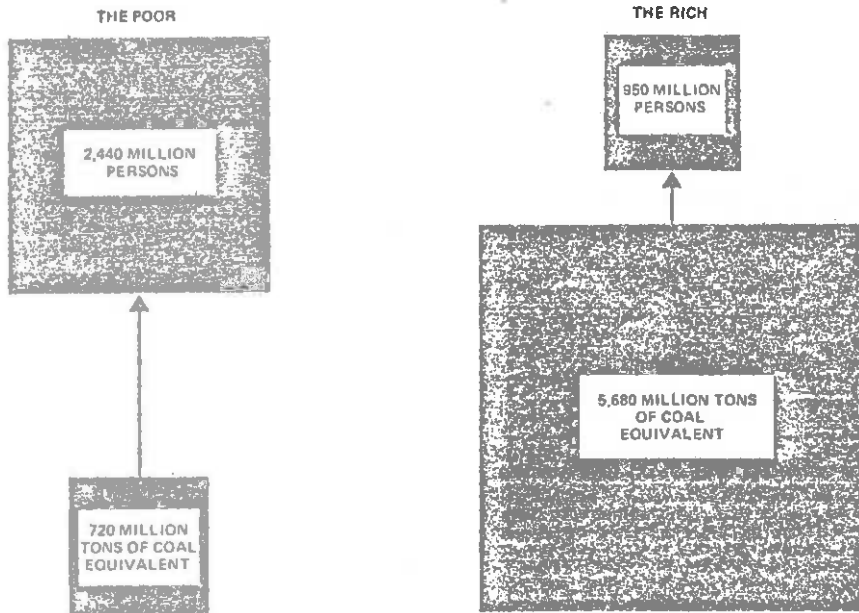 THE POOR
2,440 MILLION
PERSONS
720 MILLION
TONS OF COAL
EQUIVALENT
THE RICH
950 MILLION
PERSONS
5,680 MILLION TONS
OF COAL
EQUIVALENT